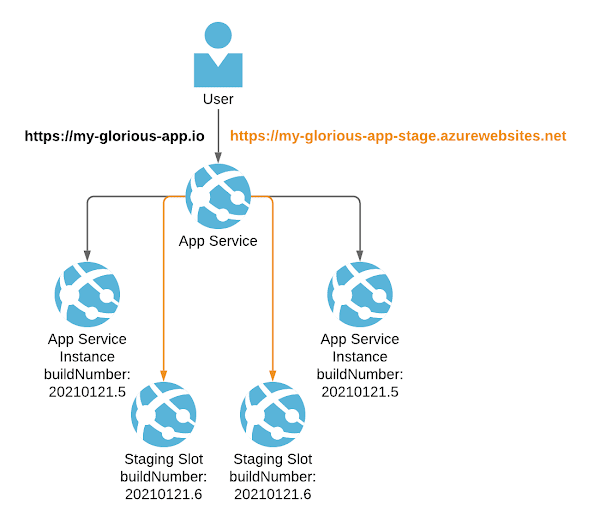 User
https://my-glorious-app.io
https://my-glorious-app-stage.azurewebsites.net
App Service
App Service
Instance
buildNumber:
20210121.5
App Service
Instance
buildNumber:
20210121.5
Staging Slot
buildNumber:
20210121.6
Staging Slot
buildNumber:
20210121.6